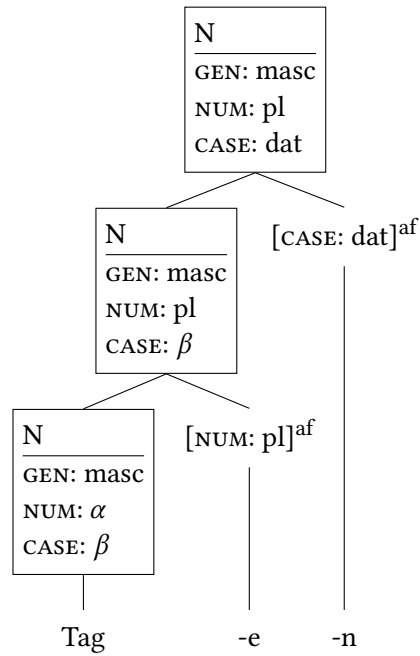 N
GEN: masc
NUM: pl
CASE: dat
N
GEN: masc
NUM: pl
CASE: β
[CASE: dat]af
N
GEN: masc
NUM: α
CASE: β
[NUM: pl]af
Tag -e -n